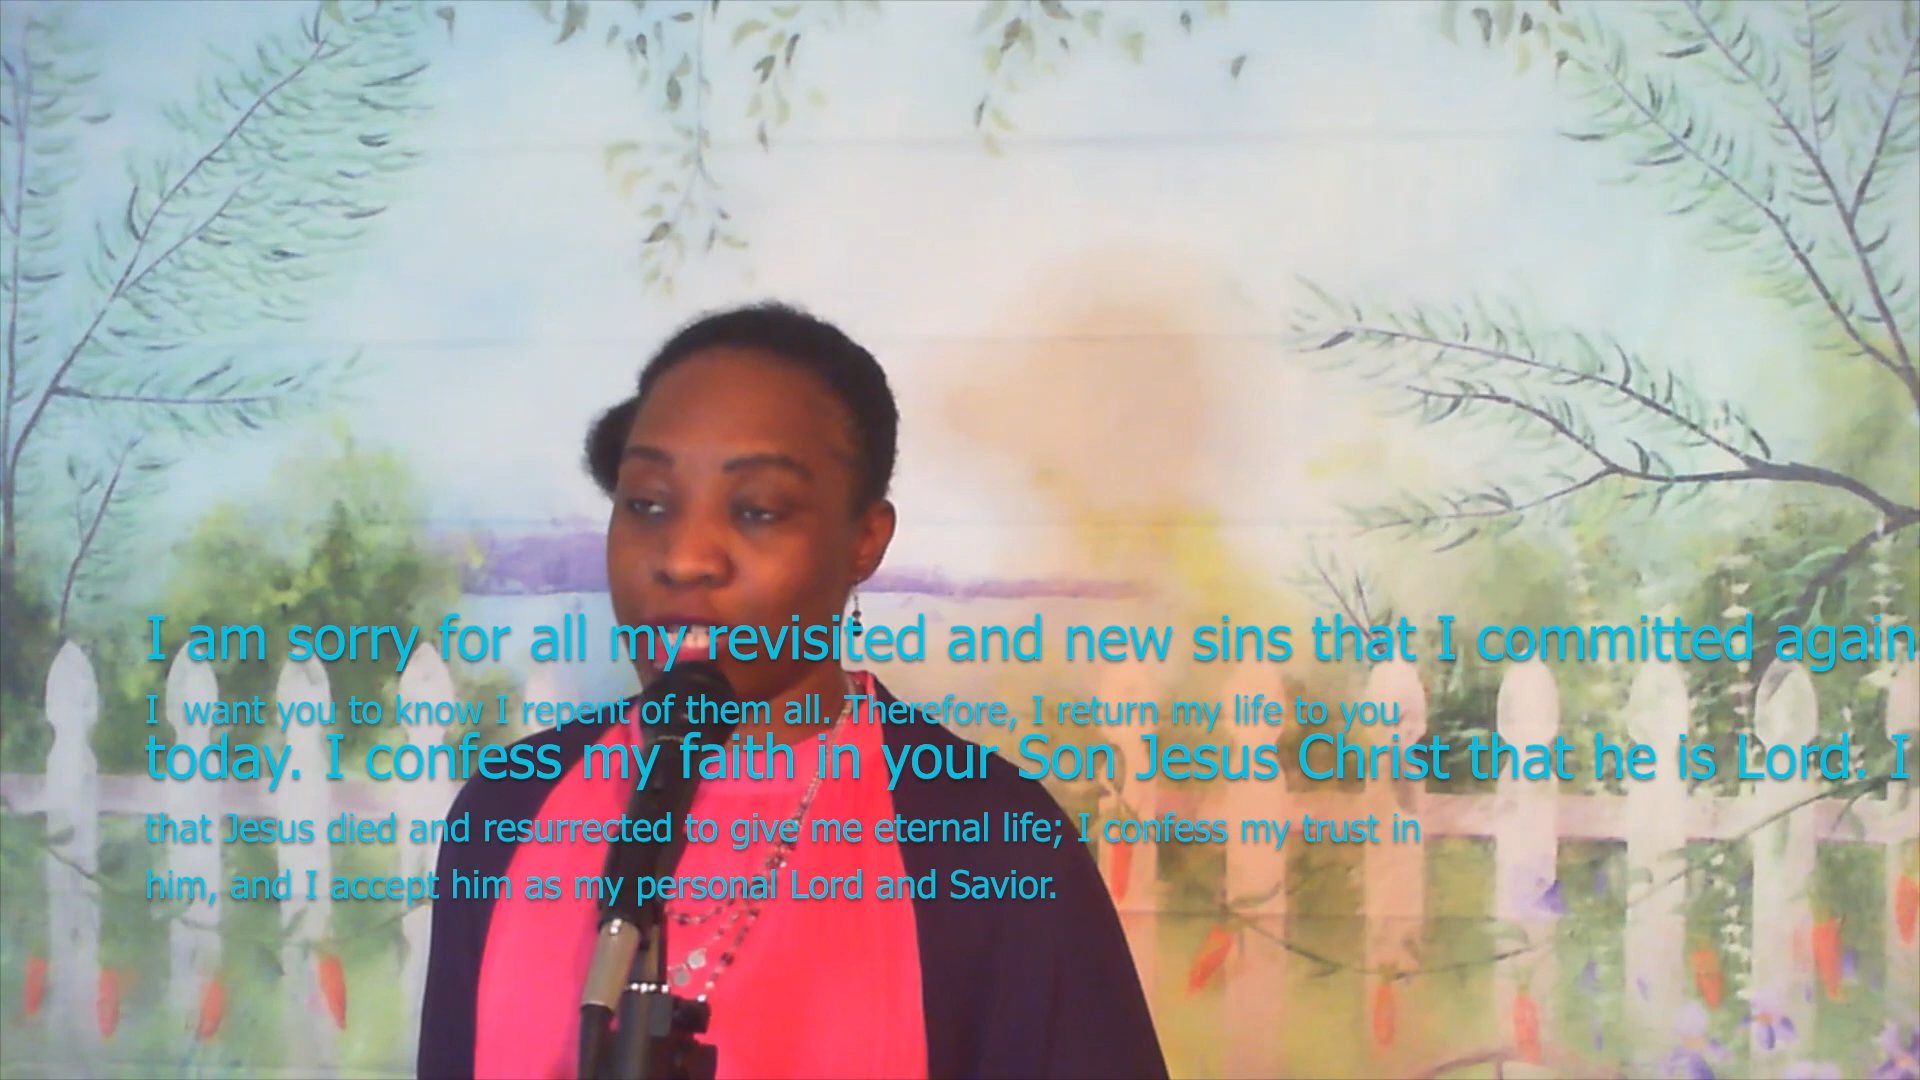 I am sorry for all my revisited and new sins that I committed again
I want you to know I repent of them all. Therefore, I return my life to you
today. I confess my faith in your Son Jesus Christ that he is Lord. I
that Jesus died and resurrected to give me eternal life; I confess my trust in
him, and I accept him as my personal Lord and Savior.